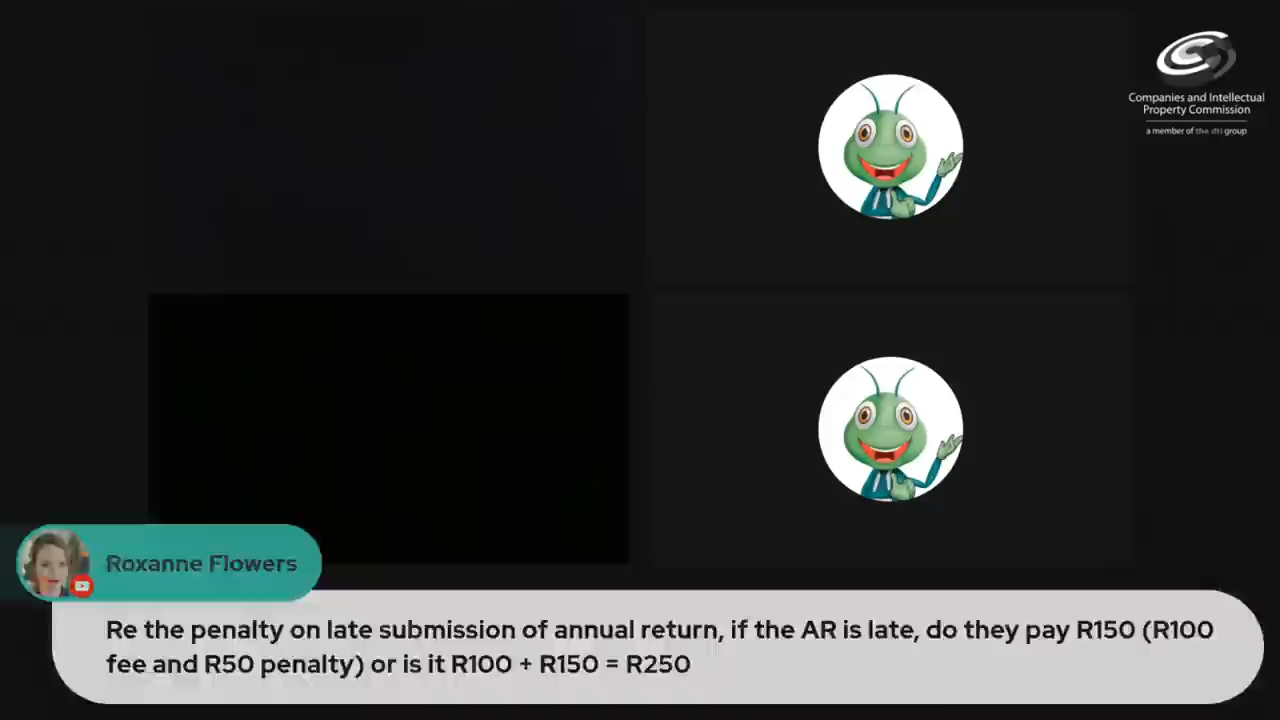 Companies and Intellectual
Property Commission
a member of the dti group
Roxanne Flowers
Re the penalty on late submission of annual return, if the AR is late, do they pay R150 (R100
fee and R50 penalty) or is it R100 + R150 = R250